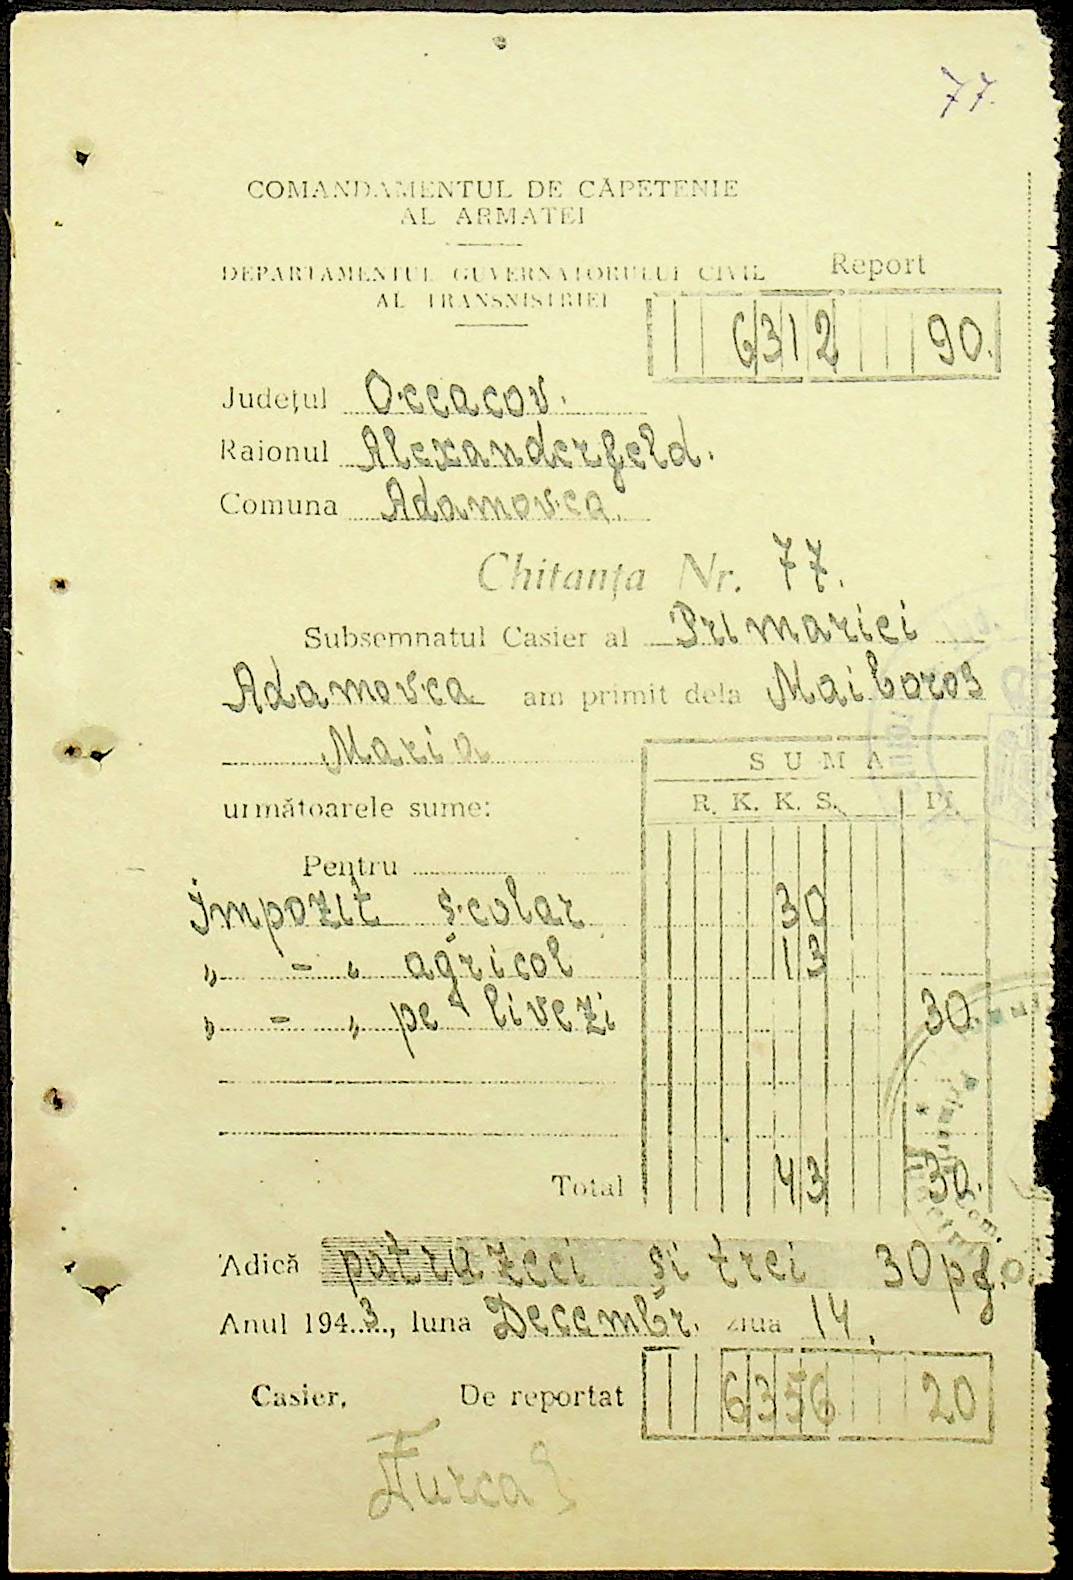 77.
COMANDAMENTUL DE CĂPETENIE
AL ARMATEI
DEPARTAMENTUL GUVERNATORULUI CIVIL
AL TRANSNISTRIEI
Report
6312 90.
Județul Oceacov.
Raionul Alexanderfeld.
Comuna Adamovca.
Chitanța Nr. 77.
Subsemnatul Casier al Primariei
Adamovca am primit dela Maiboros
Maria
SUMA
R. K. K. S. Pf.
următoarele sume:
Pentru
Impozit școlar 30
„ - „ agricol 13
„ - „ pe livezi 30.
Total 43 30.
Adică patruzeci și trei 30 pf.
Anul 1943, luna Decembr. ziua 14.
Casier, De reportat 6356 20